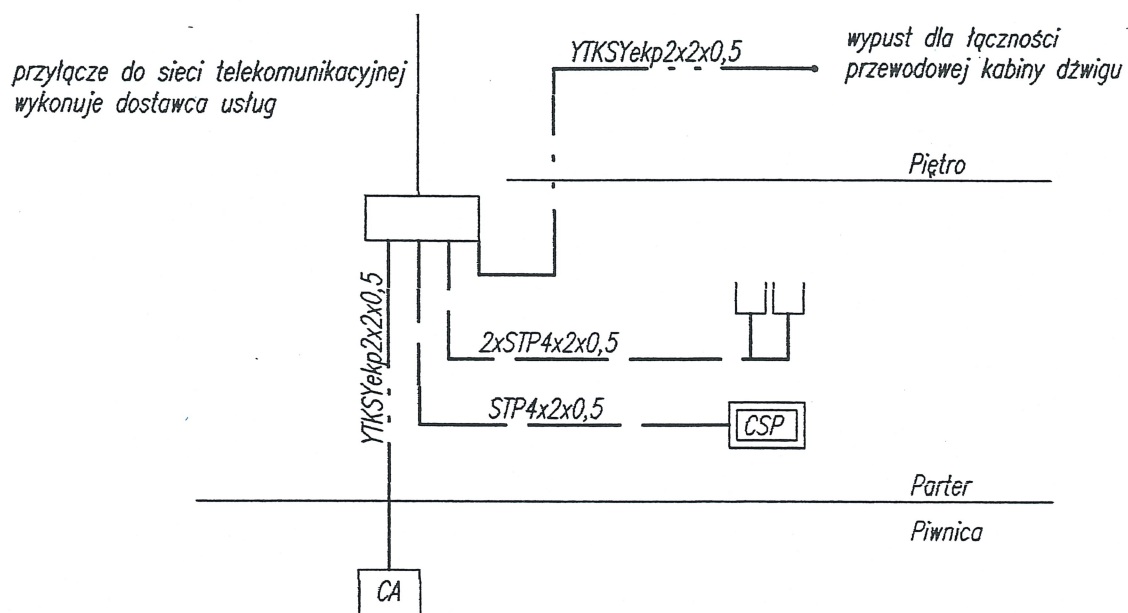 przyłącze do sieci telekomunikacyjnej
wykonuje dostawca usług
YTKSYekp2x2x0,5
wypust dla łączności
przewodowej kabiny dźwigu
Piętro
YTKSYekp2x2x0,5
2xSTP4x2x0,5
STP4x2x0,5
CSP
Parter
Piwnica
CA